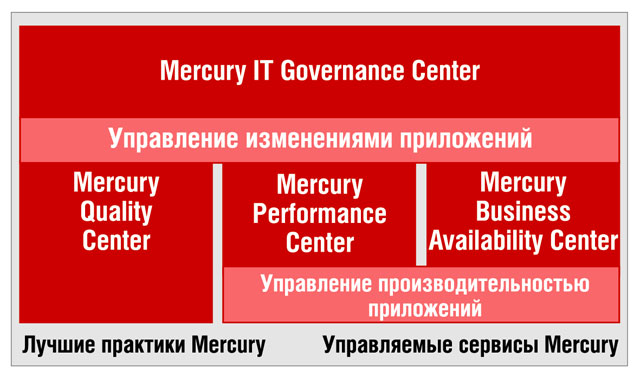 Mercury IT Governance Center
Управление изменениями приложений
Mercury
Quality
Center
Mercury
Performance
Center
Mercury
Business
Availability Center
Управление производительностью
приложений
Лучшие практики Mercury
Управляемые сервисы Mercury